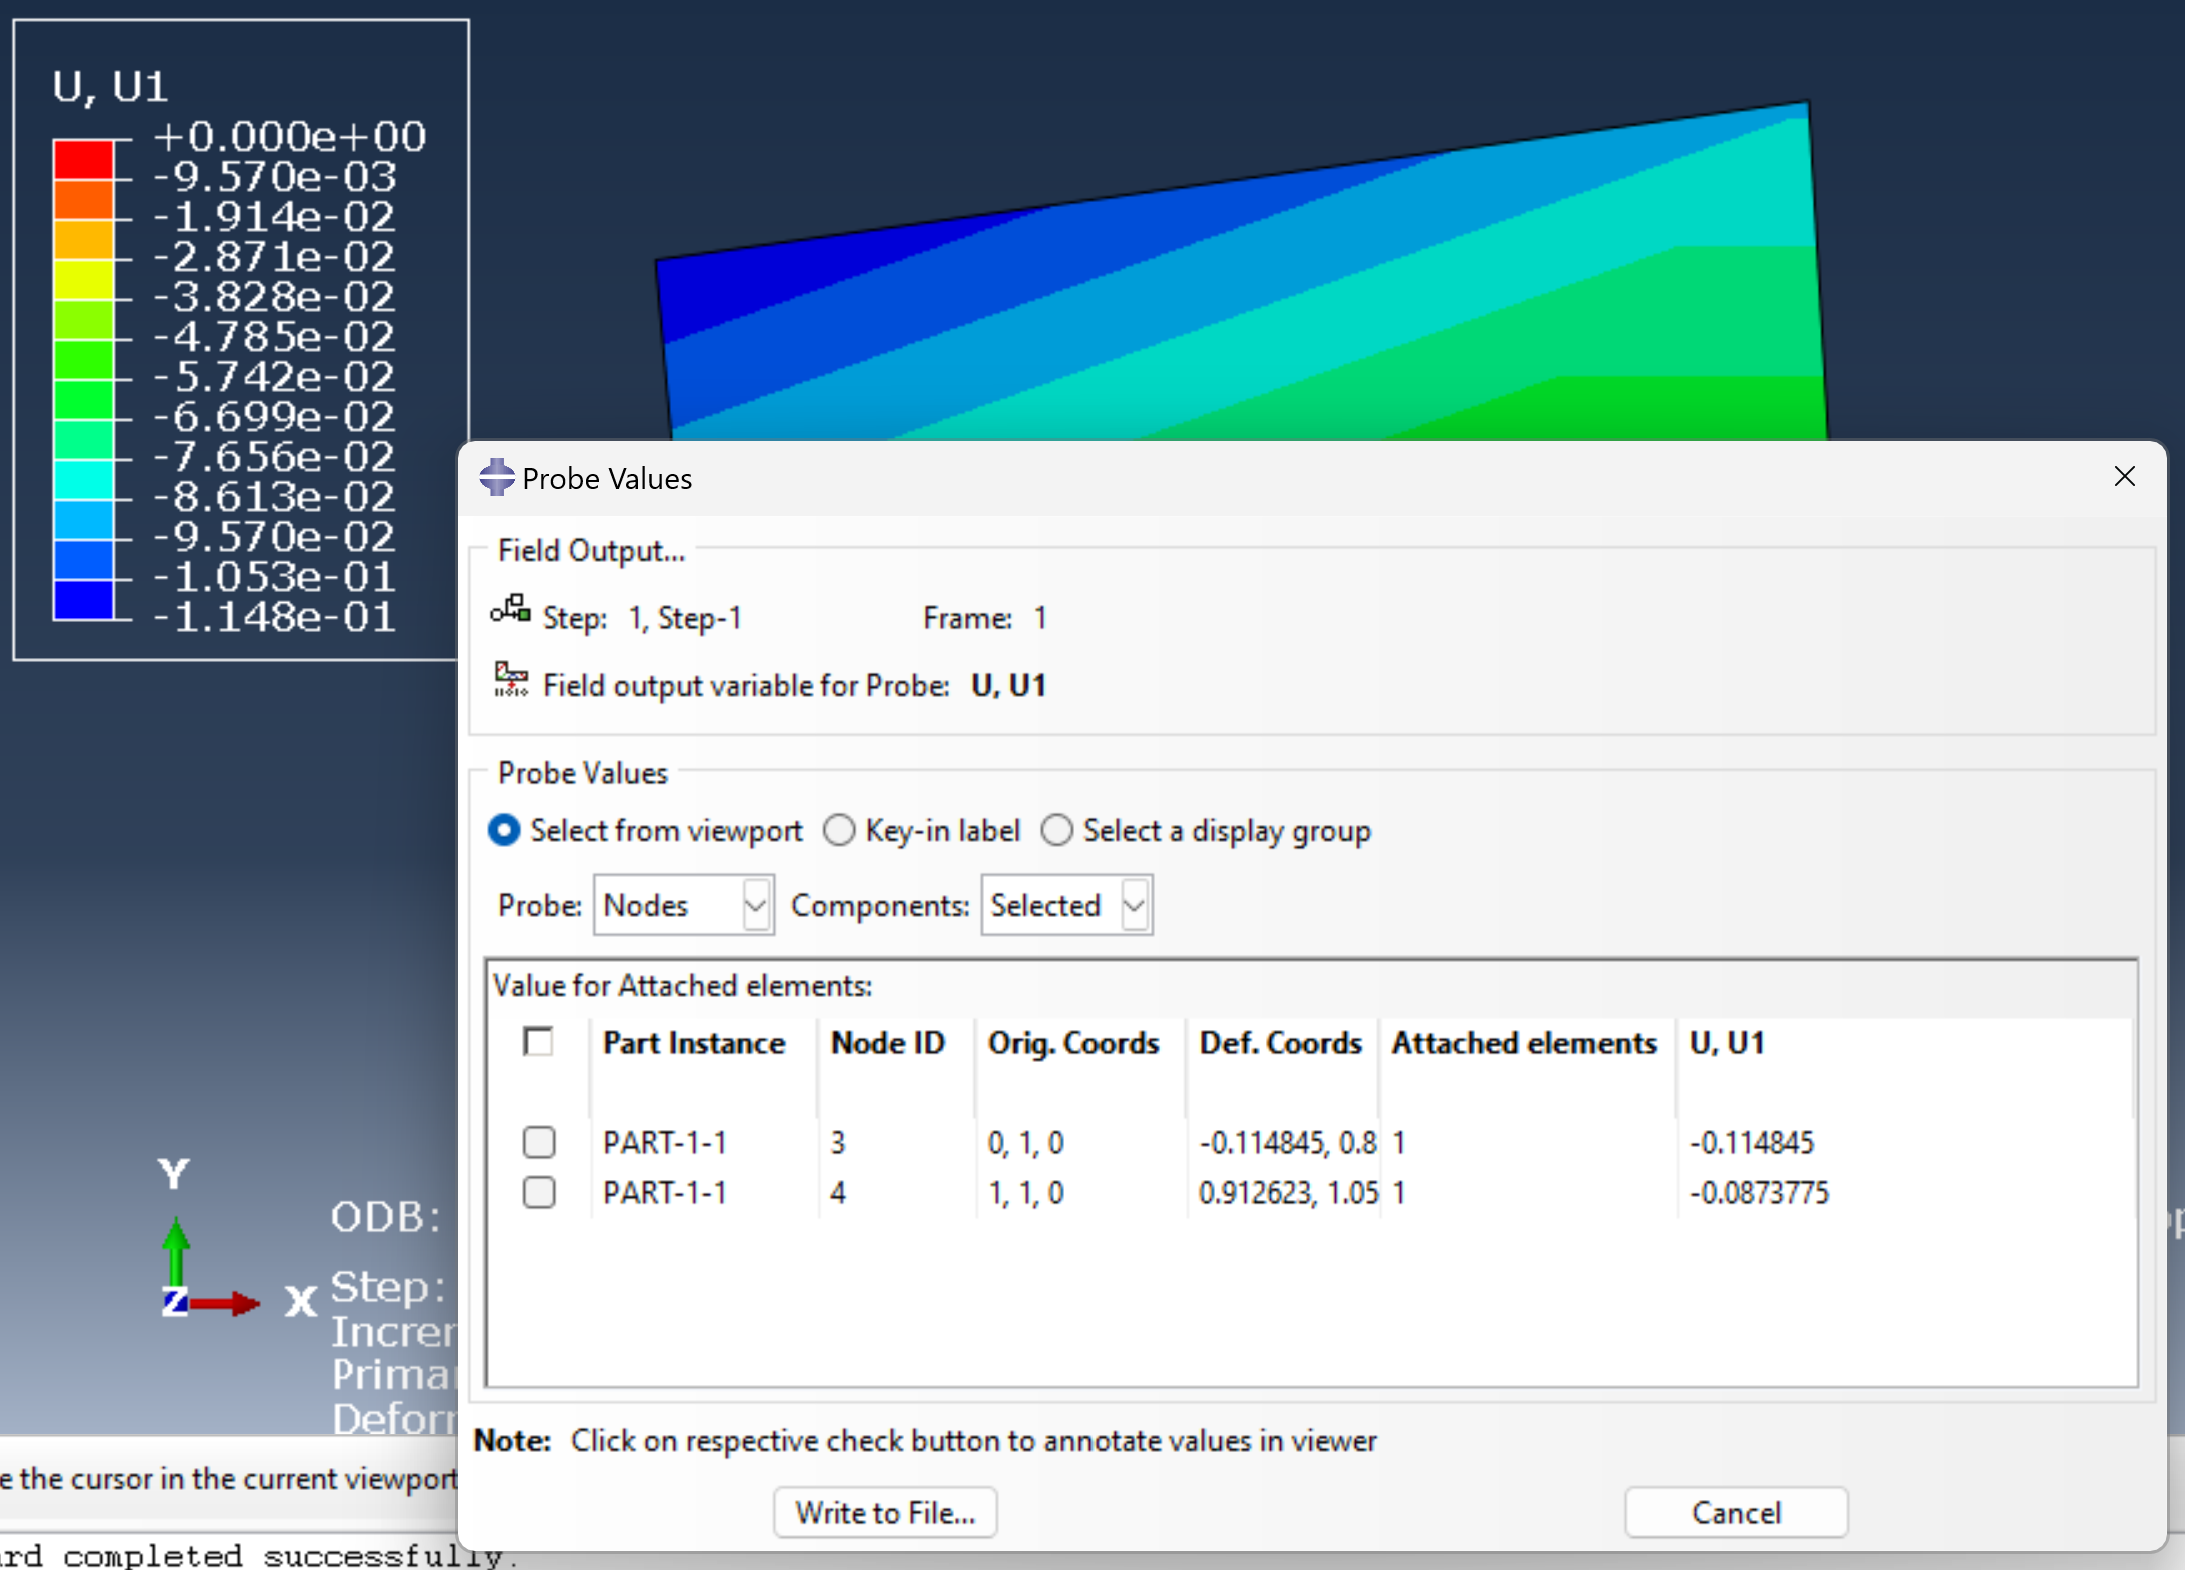 U, U1
+0.000e+00
-9.570e-03
-1.914e-02
-2.871e-02
-3.828e-02
-4.785e-02
-5.742e-02
-6.699e-02
-7.656e-02
-8.613e-02
-9.570e-02
-1.053e-01
-1.148e-01
Probe Values
Field Output...
Step: 1, Step-1 Frame: 1
Field output variable for Probe: U, U1
Probe Values
Select from viewport Key-in label Select a display group
Probe: Nodes Components: Selected
Value for Attached elements:
Part Instance Node ID Orig. Coords Def. Coords Attached elements U, U1
PART-1-1 3 0, 1, 0 -0.114845, 0.8 1 -0.114845
PART-1-1 4 1, 1, 0 0.912623, 1.05 1 -0.0873775
Note: Click on respective check button to annotate values in viewer
Write to File... Cancel
Y
Z X
ODB:
Step:
Incre
Prima
Defor
e the cursor in the current viewport
rd completed successfully.